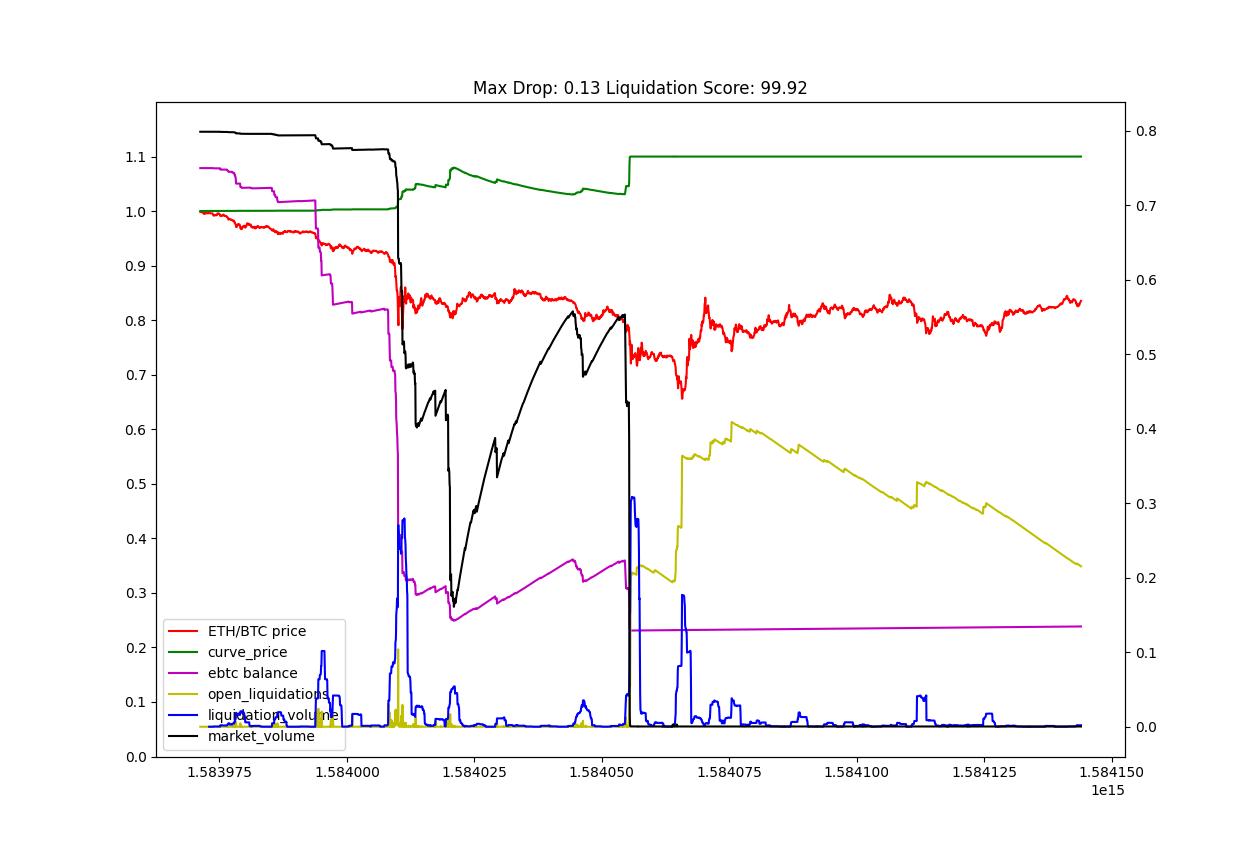 Max Drop: 0.13 Liquidation Score: 99.92
1.1
1.0
0.9
0.8
0.7
0.6
0.5
0.4
0.3
0.2
0.1
0.0
0.8
0.7
0.6
0.5
0.4
0.3
0.2
0.1
0.0
ETH/BTC price
curve_price
ebtc balance
open_liquidations
liquidation_volume
market_volume
1.583975 1.584000 1.584025 1.584050 1.584075 1.584100 1.584125 1.584150
1e15